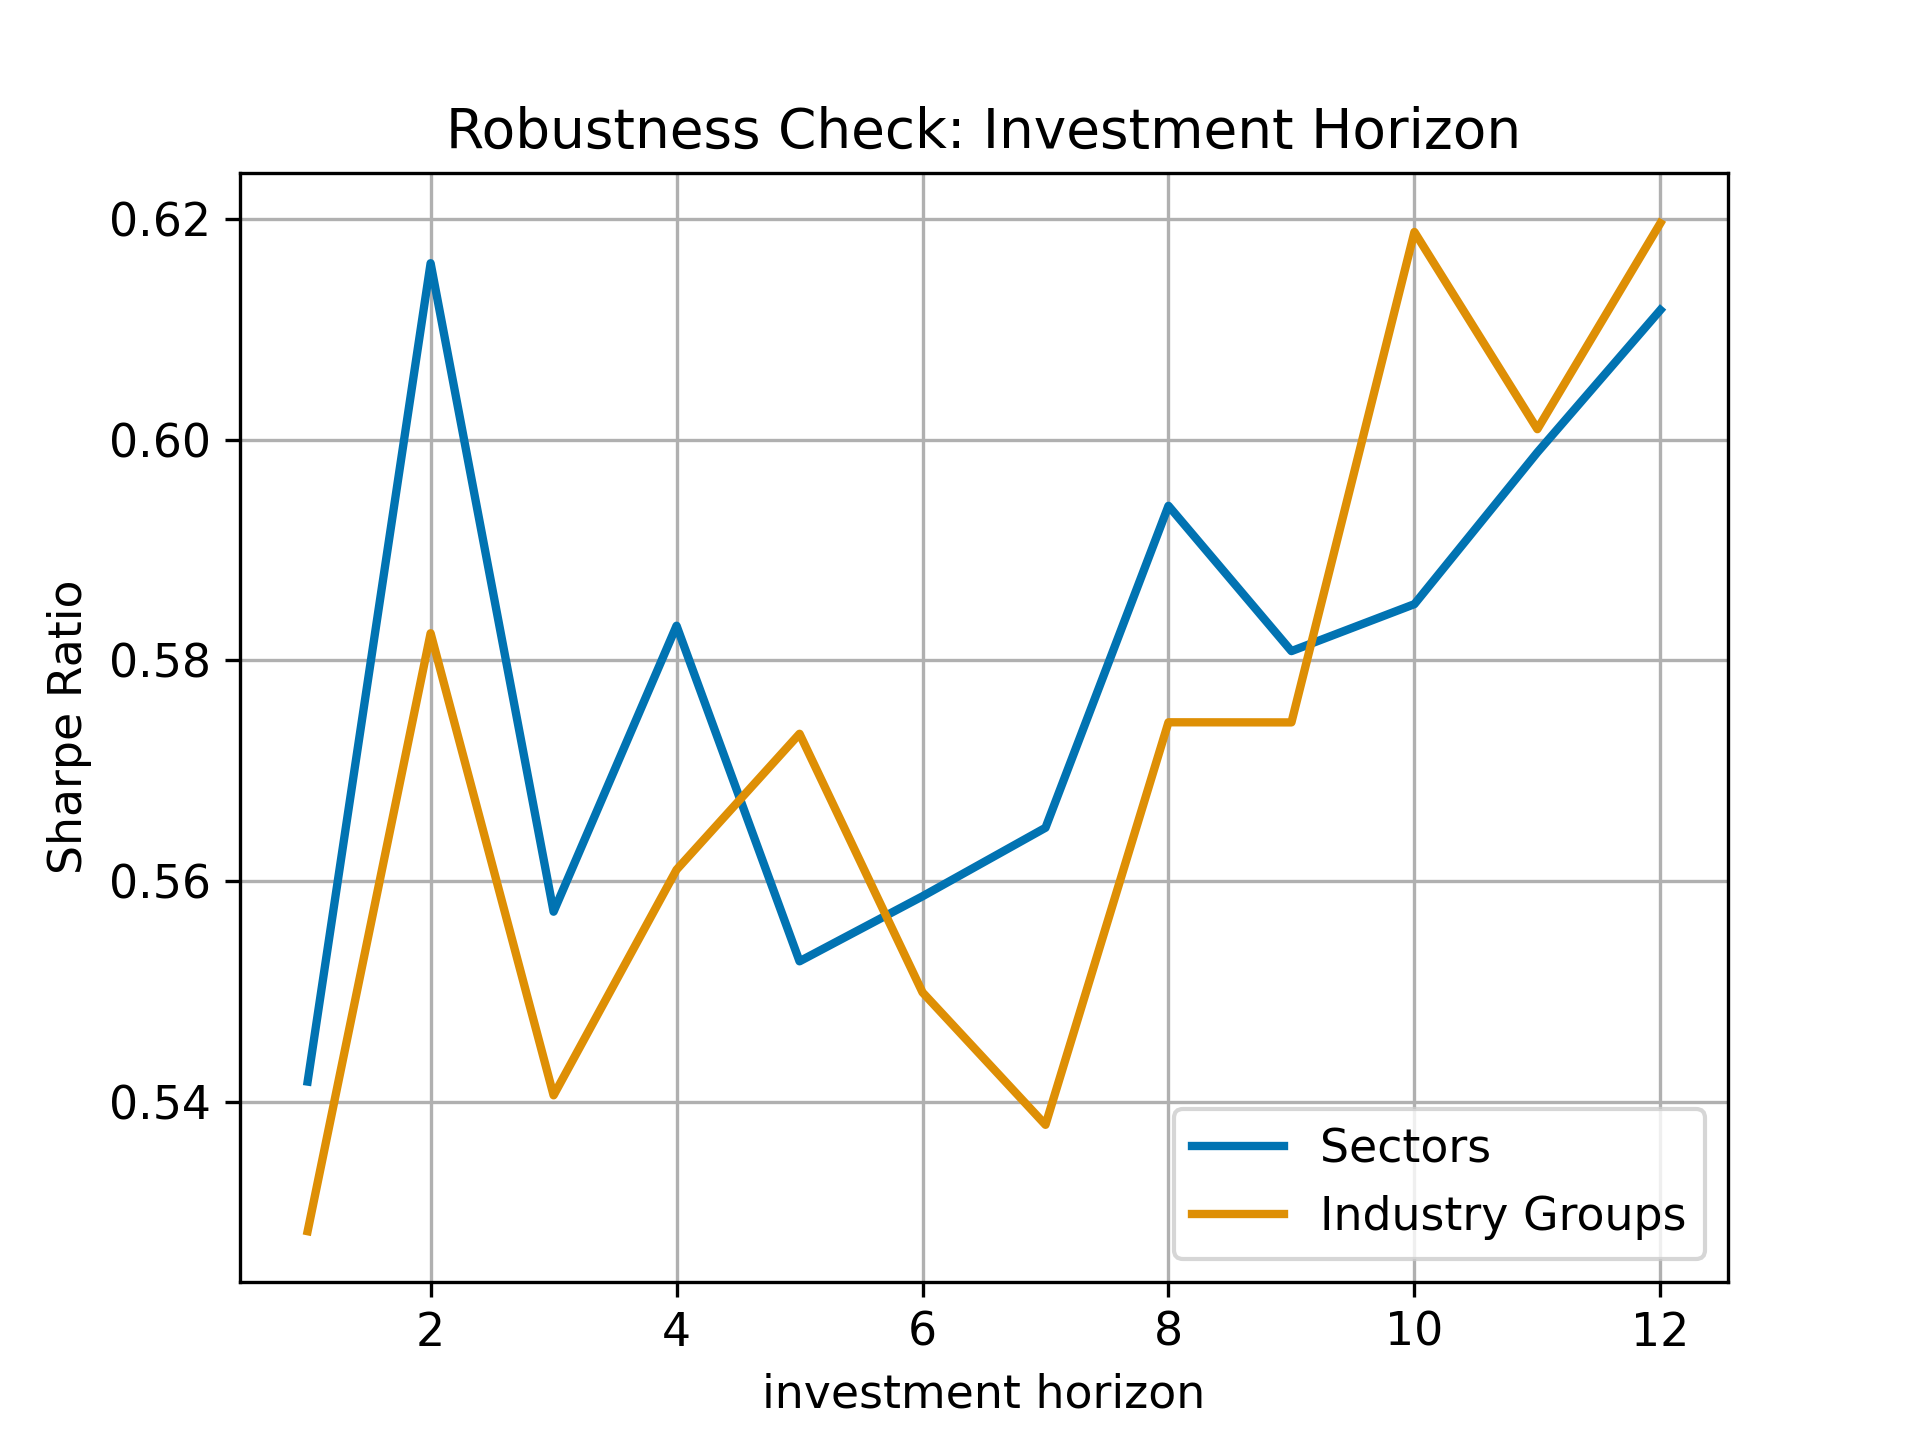 Robustness Check: Investment Horizon
0.62
0.60
0.58
0.56
0.54
Sharpe Ratio
Sectors
Industry Groups
2 4 6 8 10 12
investment horizon